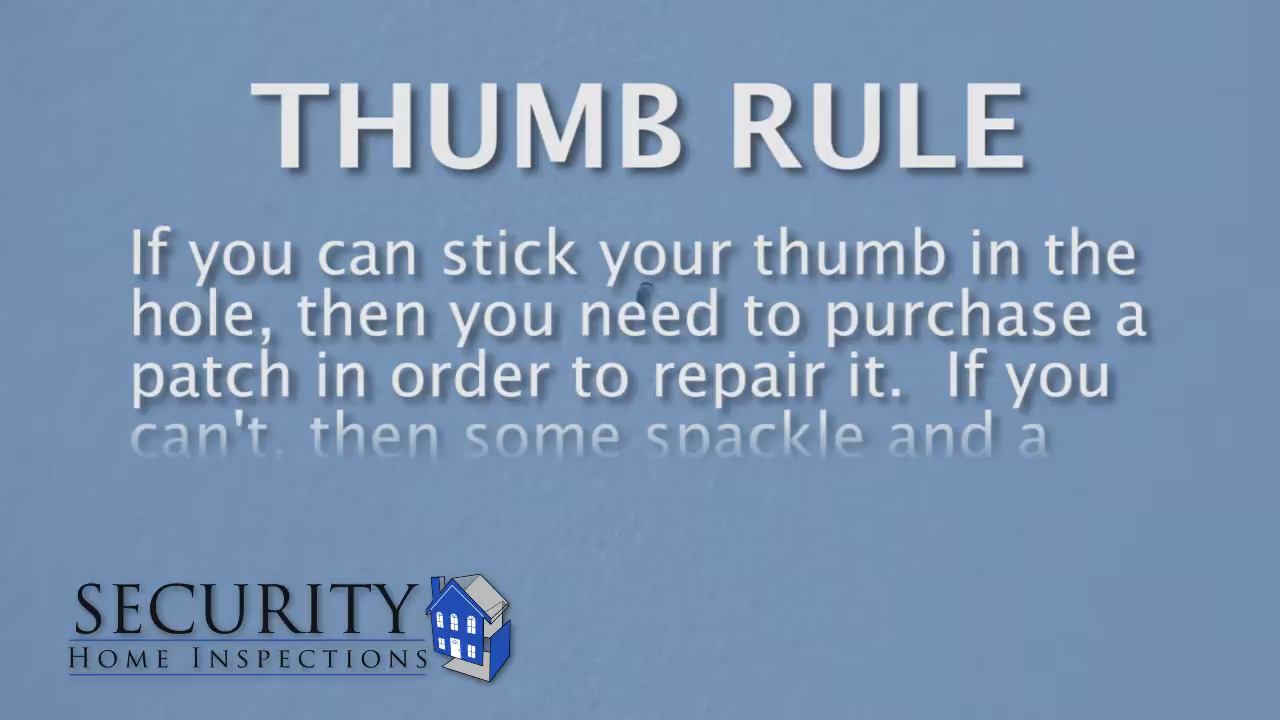 THUMB RULE
If you can stick your thumb in the
hole, then you need to purchase a
patch in order to repair it.  If you
can't, then some spackle and a
SECURITY
HOME INSPECTIONS